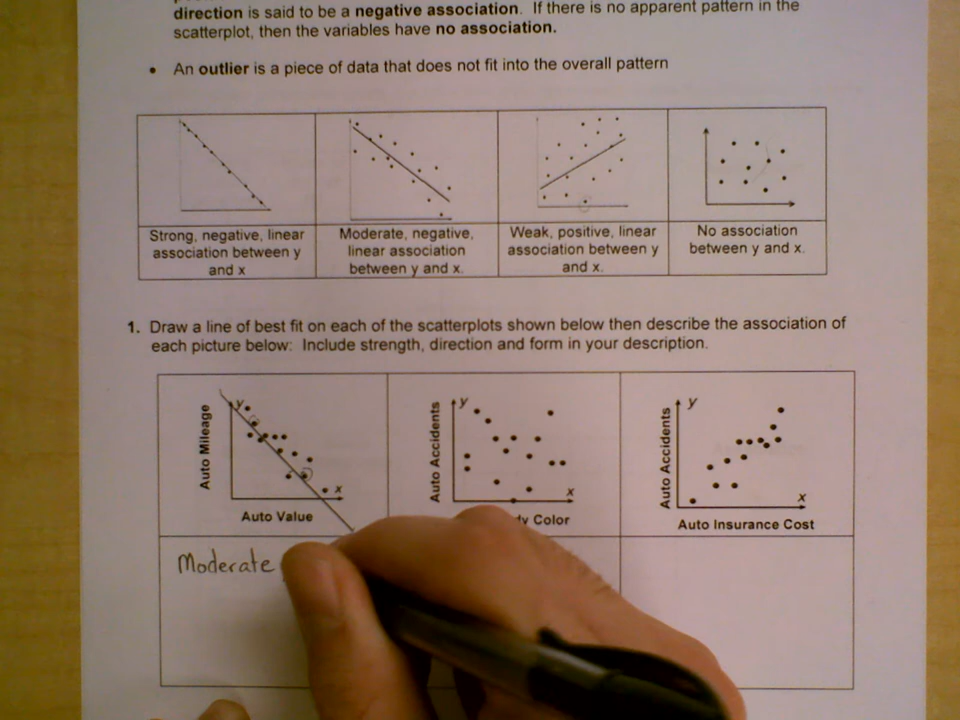 direction is said to be a negative association. If there is no apparent pattern in the
scatterplot, then the variables have no association.
• An outlier is a piece of data that does not fit into the overall pattern
Strong, negative, linear
association between y
and x
Moderate, negative,
linear association
between y and x.
Weak, positive, linear
association between y
and x.
No association
between y and x.
1. Draw a line of best fit on each of the scatterplots shown below then describe the association of
each picture below: Include strength, direction and form in your description.
Auto Mileage
y
x
Auto Value
Auto Accidents
y
x
Color
Auto Accidents
y
x
Auto Insurance Cost
Moderate